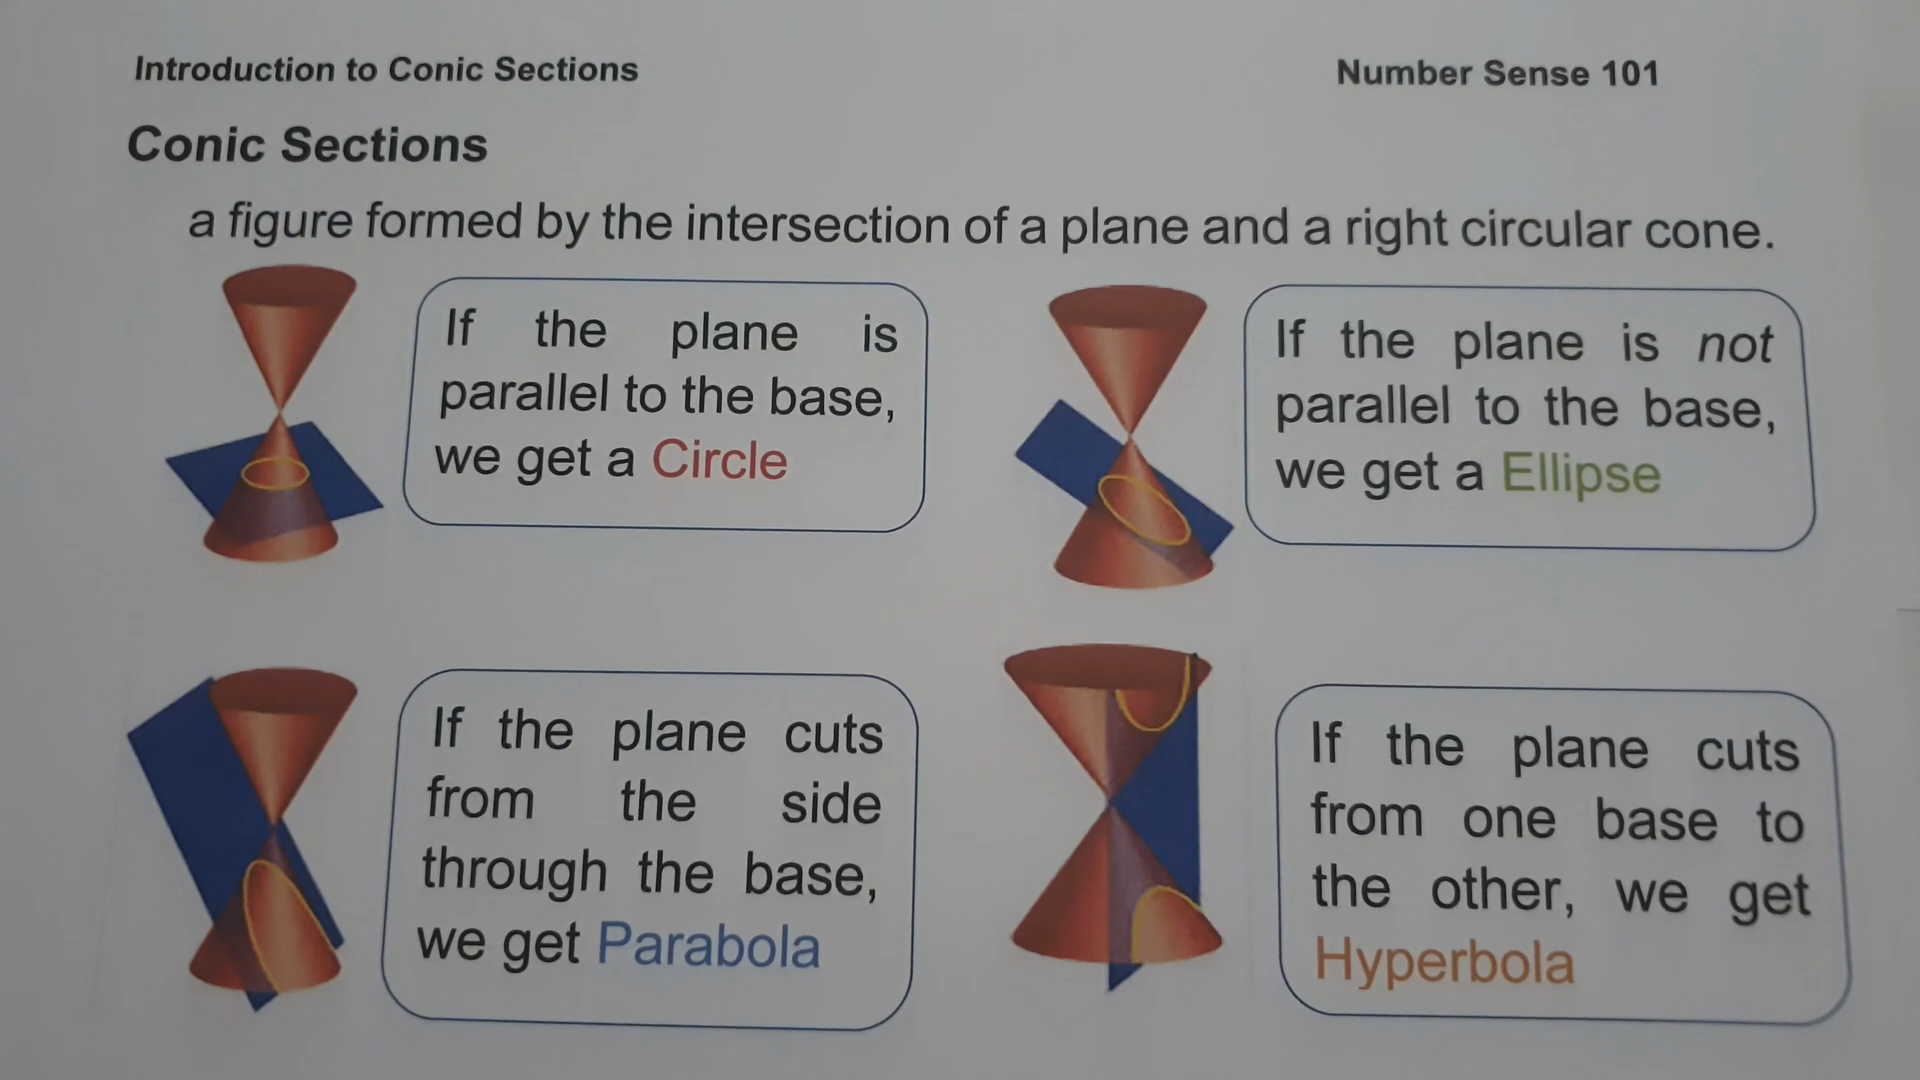 Introduction to Conic Sections
Number Sense 101
Conic Sections
a figure formed by the intersection of a plane and a right circular cone.
If the plane is
parallel to the base,
we get a Circle
If the plane is not
parallel to the base,
we get a Ellipse
If the plane cuts
from the side
through the base,
we get Parabola
If the plane cuts
from one base to
the other, we get
Hyperbola